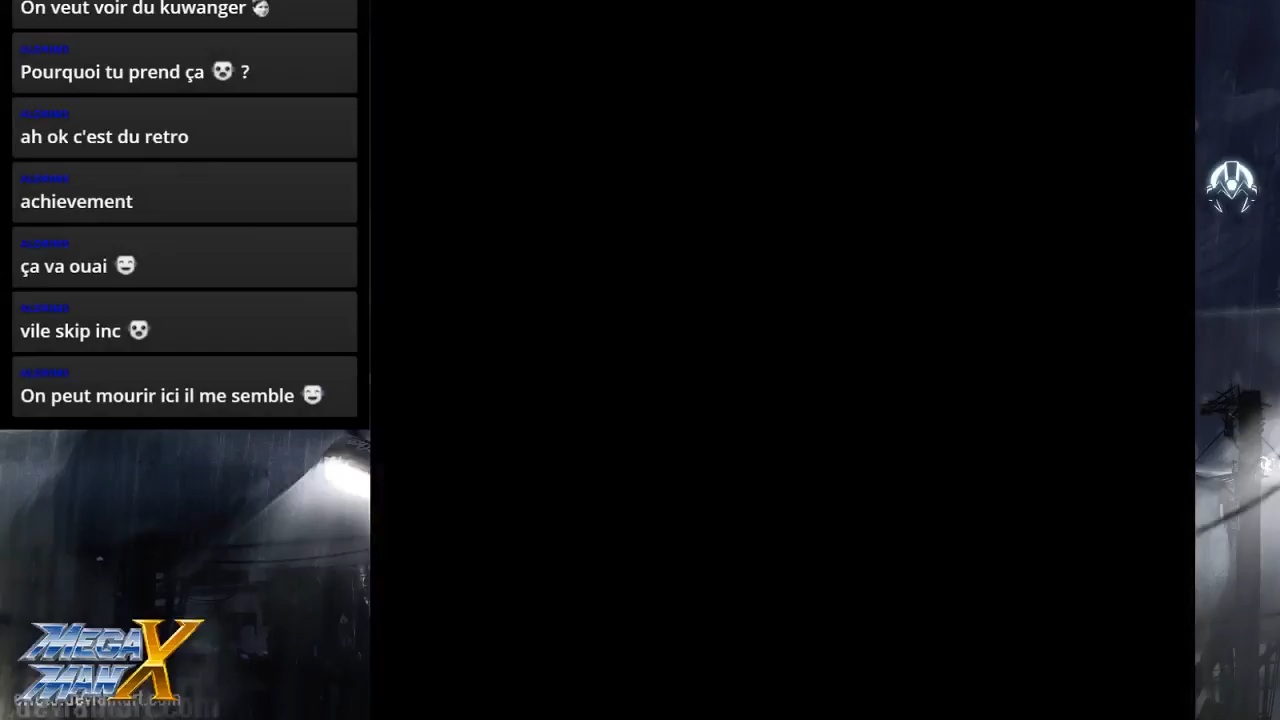 On veut voir du kuwanger
Pourquoi tu prend ça ?
ah ok c'est du retro
achievement
ça va ouai
vile skip inc
On peut mourir ici il me semble
MEGA
MAN X